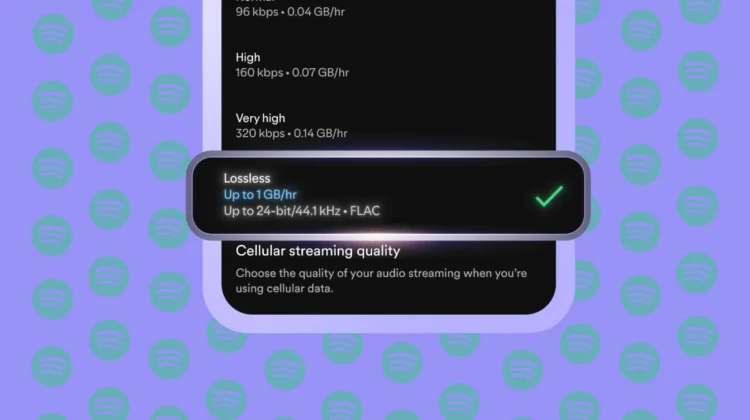 96 kbps • 0.04 GB/hr
High
160 kbps • 0.07 GB/hr
Very high
320 kbps • 0.14 GB/hr
Lossless
Up to 1 GB/hr
Up to 24-bit/44.1 kHz • FLAC
Cellular streaming quality
Choose the quality of your audio streaming when you're
using cellular data.